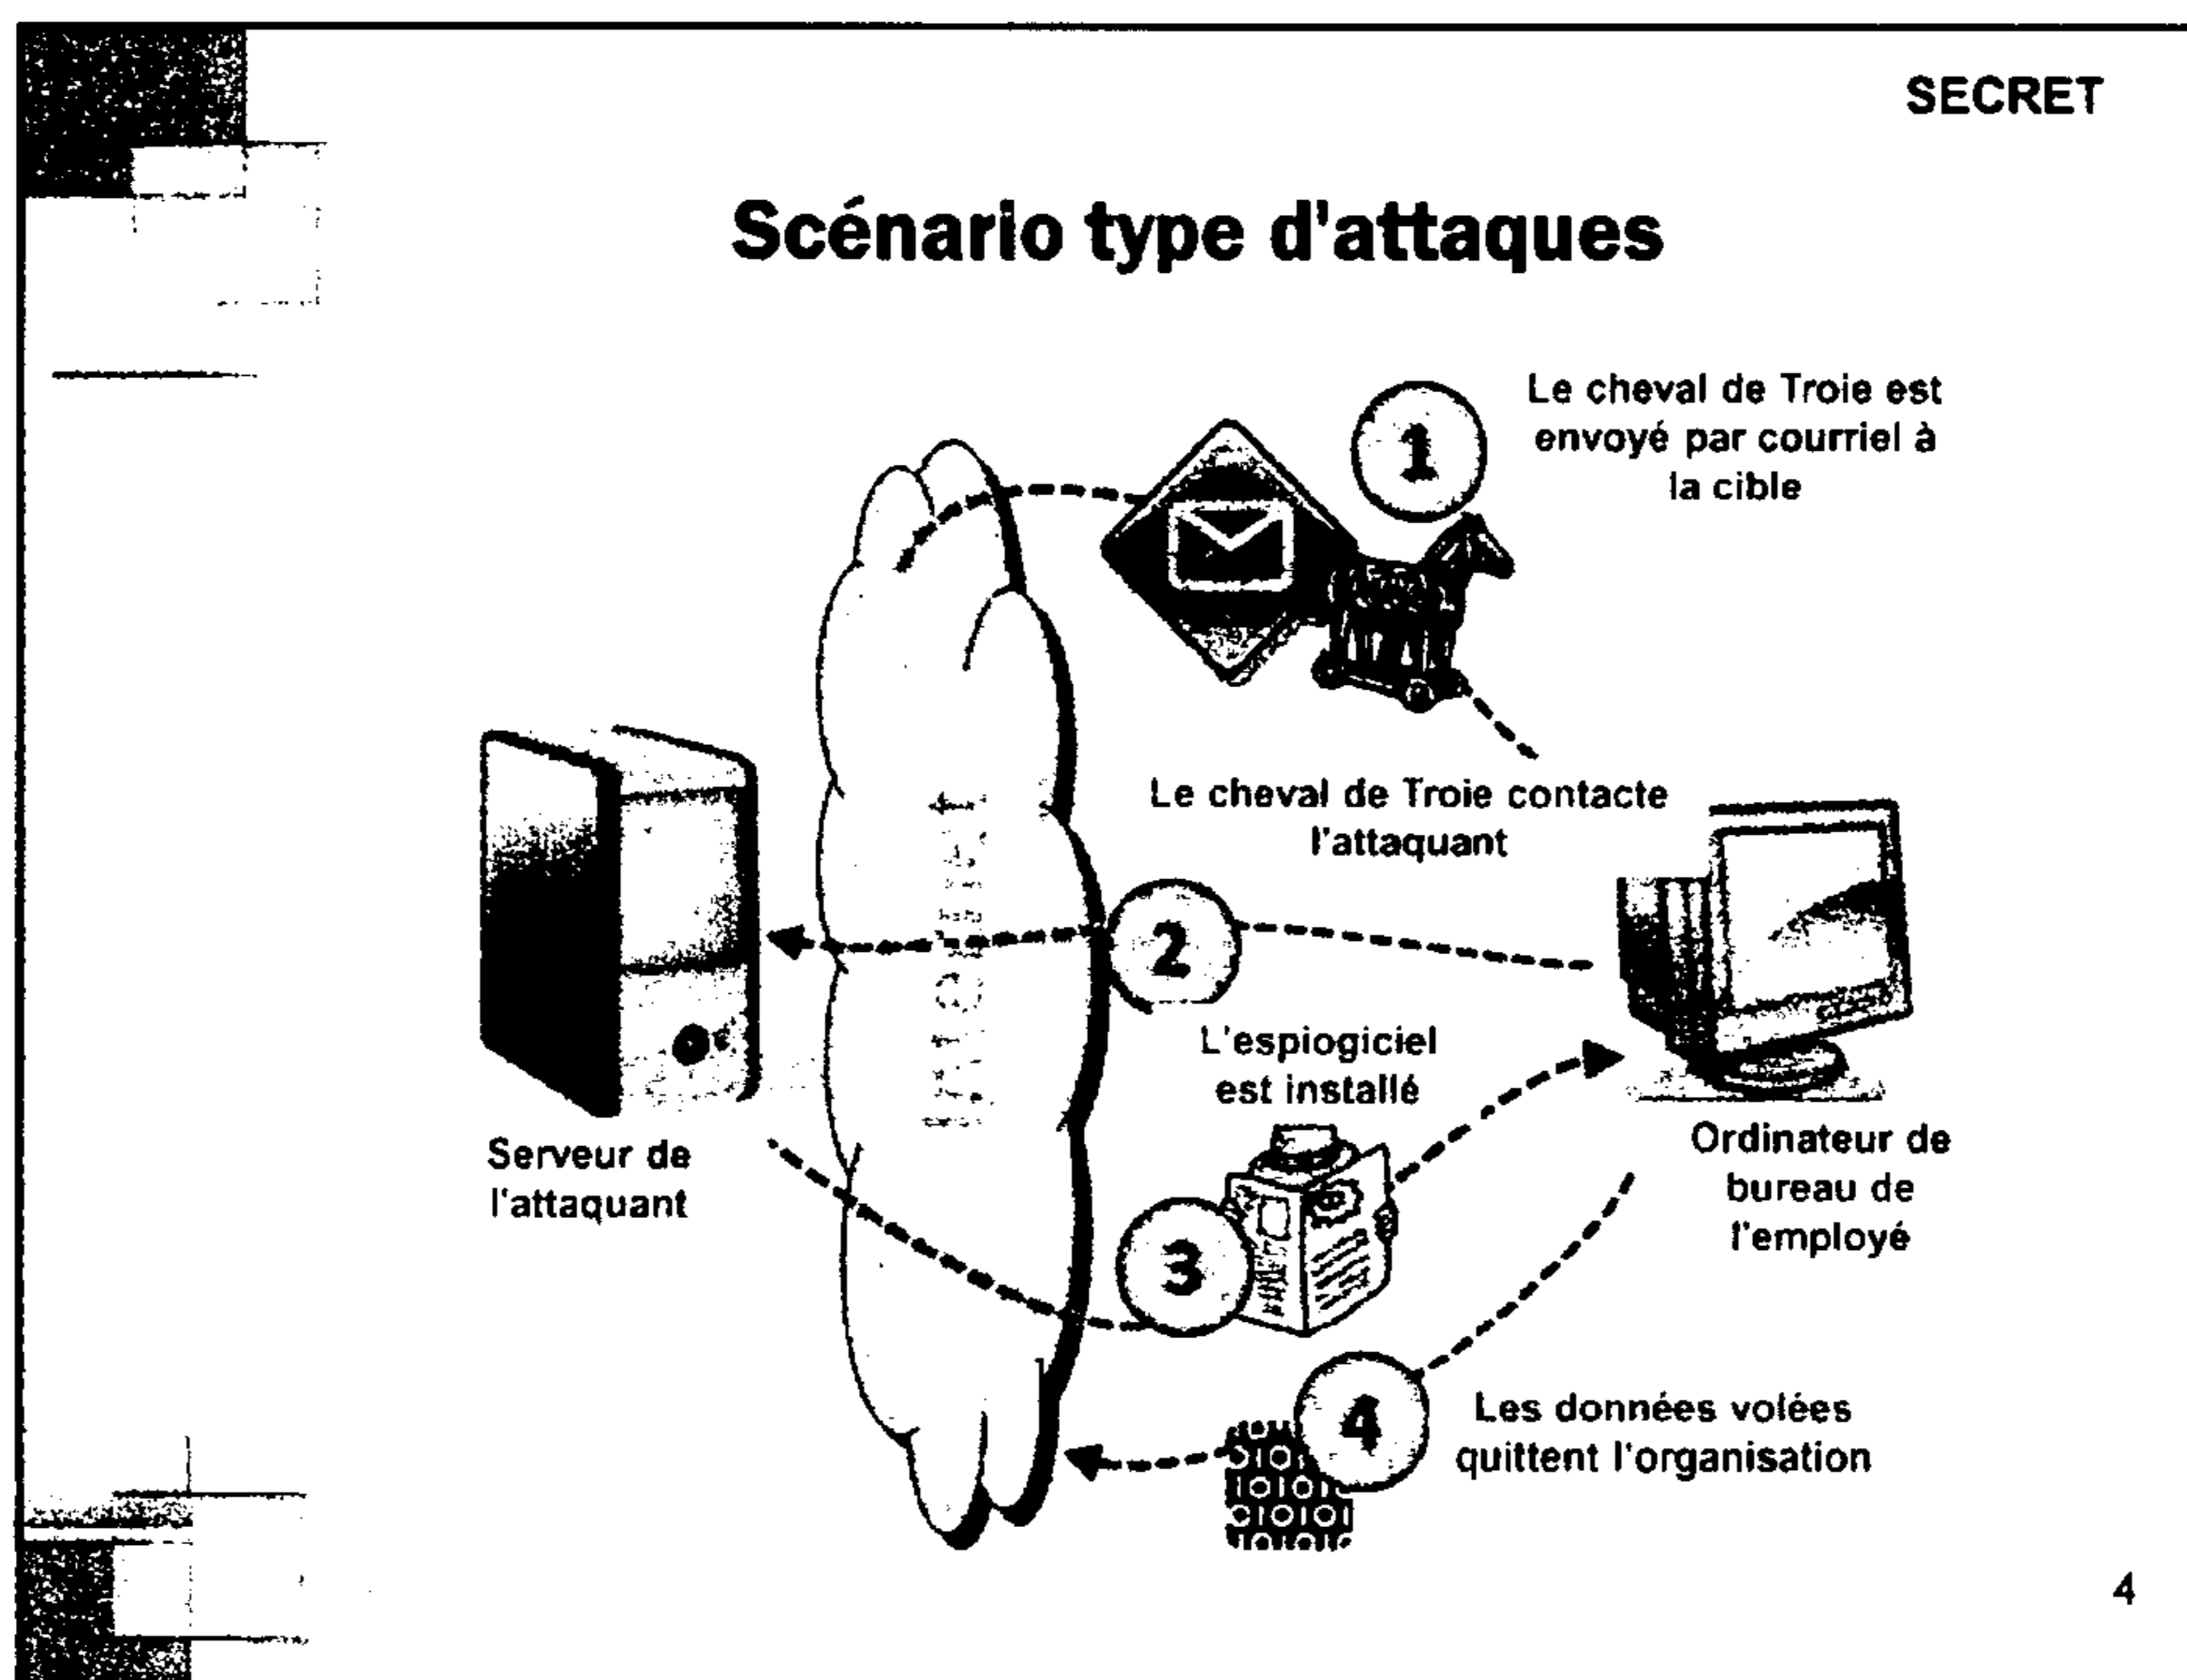 SECRET
Scénario type d'attaques
1
Le cheval de Troie est
envoyé par courriel à
la cible
Le cheval de Troie contacte
l'attaquant
Internet
2
L'espiogiciel
est installé
Serveur de
l'attaquant
Ordinateur de
bureau de
l'employé
3
4
Les données volées
quittent l'organisation
4